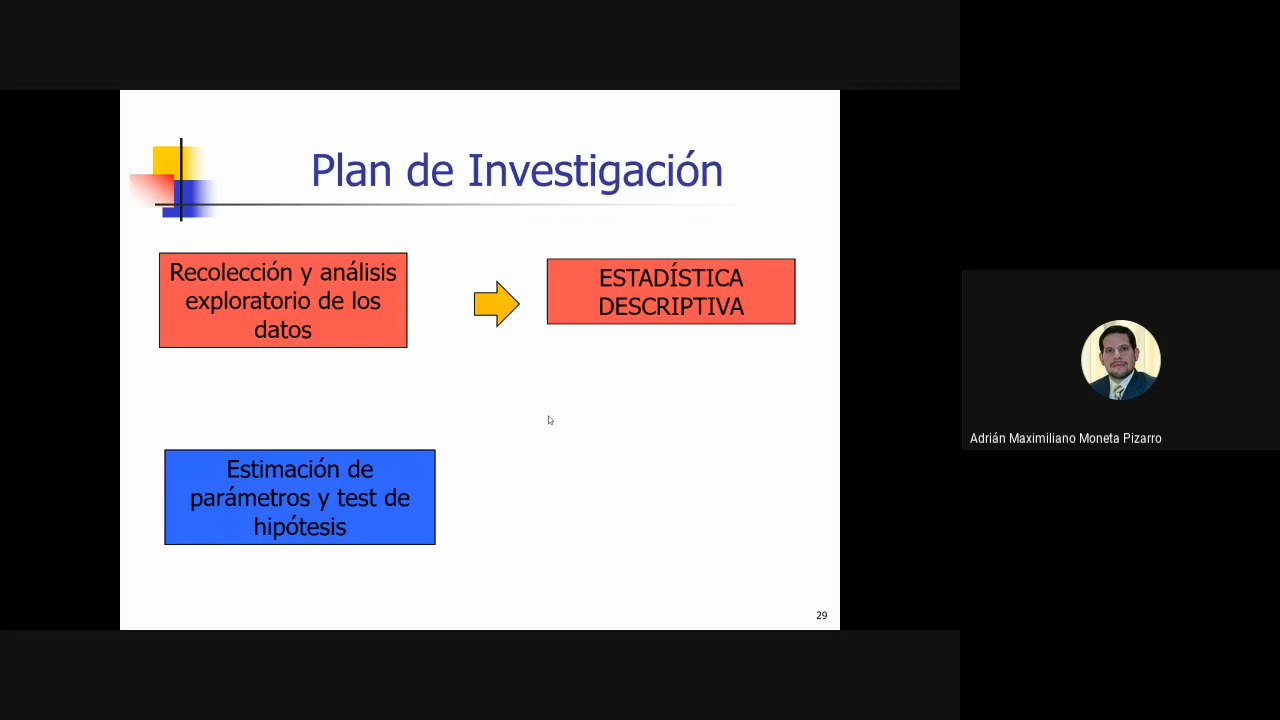 Plan de Investigación
Recolección y análisis
exploratorio de los
datos
ESTADÍSTICA
DESCRIPTIVA
Estimación de
parámetros y test de
hipótesis
29
Adrián Maximiliano Moneta Pizarro